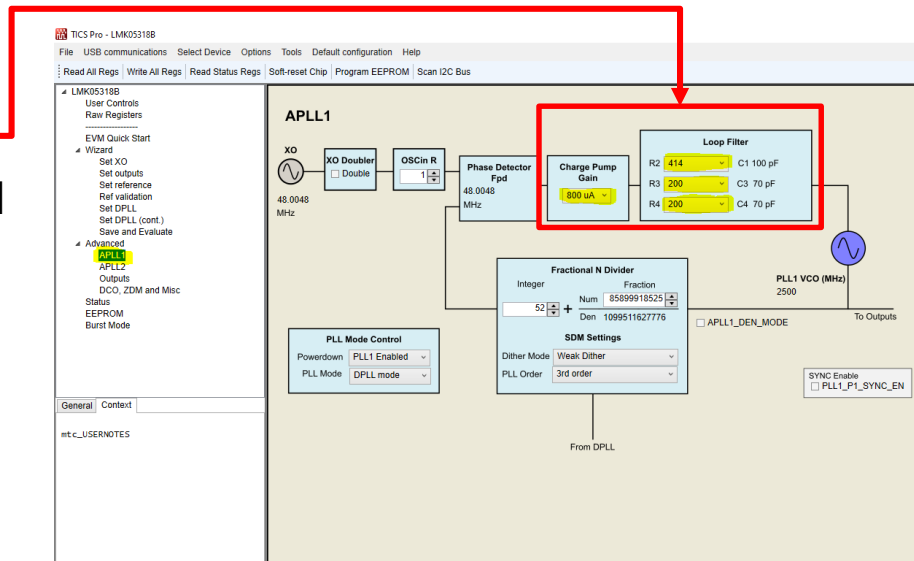 TICS Pro - LMK05318B
File USB communications Select Device Options Tools Default configuration Help
Read All Regs Write All Regs Read Status Regs Soft-reset Chip Program EEPROM Scan I2C Bus
LMK05318B
User Controls
Raw Registers
------------------
EVM Quick Start
Wizard
Set XO
Set outputs
Set reference
Ref validation
Set DPLL
Set DPLL (cont.)
Save and Evaluate
Advanced
APLL1
APLL2
Outputs
DCO, ZDM and Misc
Status
EEPROM
Burst Mode
General Context
mtc_USERNOTES
APLL1
XO
48.0048
MHz
XO Doubler
Double
OSCin R
1
Phase Detector
Fpd
48.0048
MHz
Charge Pump
Gain
800 uA
Loop Filter
R2 414 C1 100 pF
R3 200 C3 70 pF
R4 200 C4 70 pF
PLL1 VCO (MHz)
2500
To Outputs
Fractional N Divider
Integer Fraction
52 + Num 85899918525
Den 1099511627776
SDM Settings
Dither Mode Weak Dither
PLL Order 3rd order
APLL1_DEN_MODE
PLL Mode Control
Powerdown PLL1 Enabled
PLL Mode DPLL mode
SYNC Enable
PLL1_P1_SYNC_EN
From DPLL